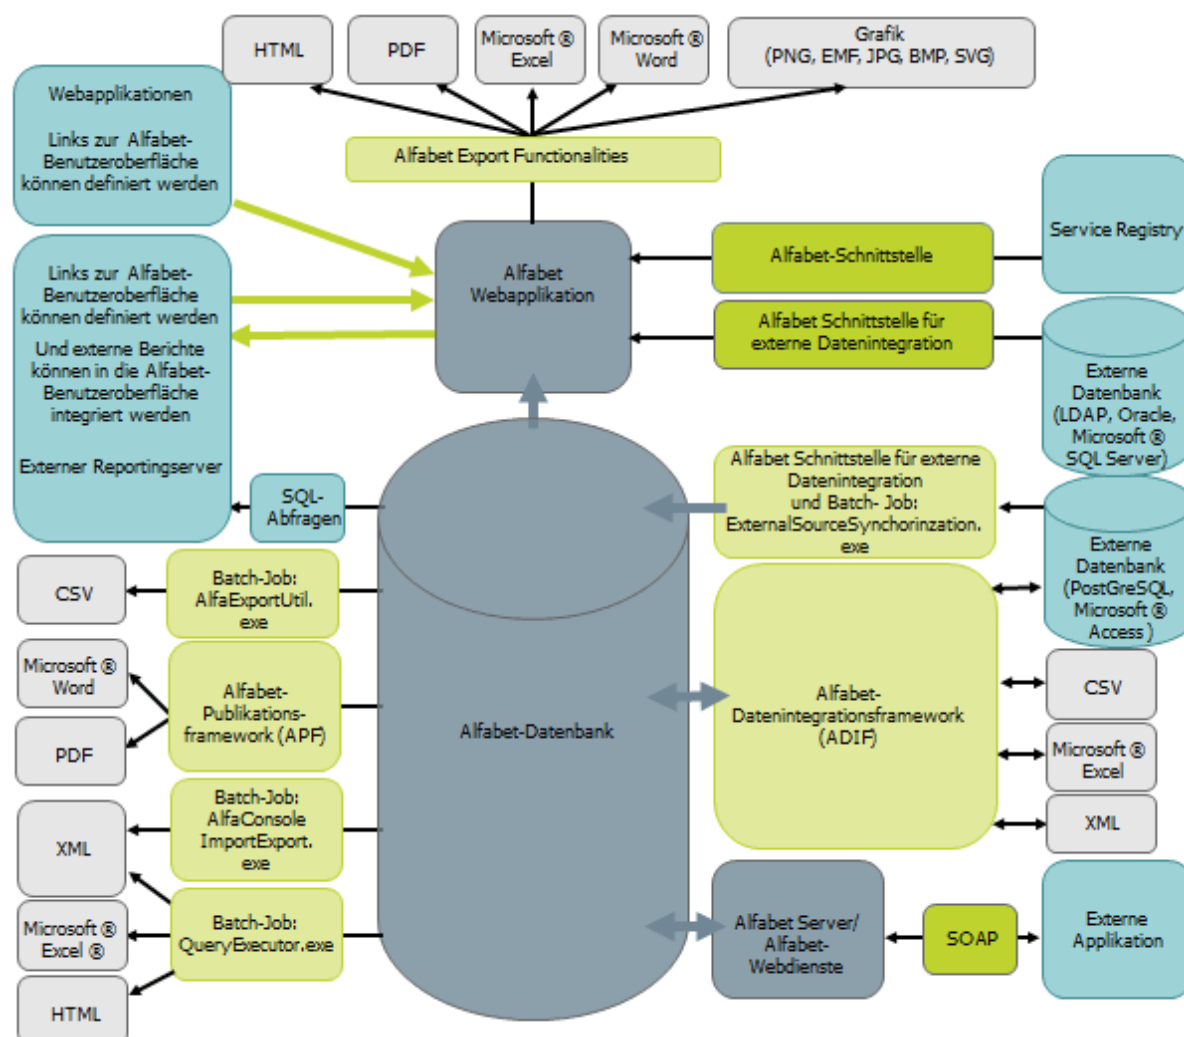 HTML
PDF
Microsoft ®
Excel
Microsoft ®
Word
Grafik
(PNG, EMF, JPG, BMP, SVG)
Webapplikationen
Links zur Alfabet-
Benutzeroberfläche
können definiert werden
Alfabet Export Functionalities
Links zur Alfabet-
Benutzeroberfläche
können definiert werden
Und externe Berichte
können in die Alfabet-
Benutzeroberfläche
integriert werden
Externer Reportingserver
Alfabet
Webapplikation
Alfabet-Schnittstelle
Service Registry
Alfabet Schnittstelle für
externe Datenintegration
Externe
Datenbank
(LDAP, Oracle,
Microsoft ®
SQL Server)
SQL-
Abfragen
Alfabet Schnittstelle für externe
Datenintegration
und Batch- Job:
ExternalSourceSynchorinzation.
exe
Externe
Datenbank
(PostGreSQL,
Microsoft ®
Access )
CSV
Batch-Job:
AlfaExportUtil.
exe
Microsoft ®
Word
PDF
Alfabet-
Publikations-
framework (APF)
Alfabet-Datenbank
Alfabet-
Datenintegrationsframework
(ADIF)
CSV
Microsoft ®
Excel
XML
XML
Batch-Job:
AlfaConsole
ImportExport.
exe
Microsoft ®
Excel ®
HTML
Batch-Job:
QueryExecutor.exe
Alfabet Server/
Alfabet-
Webdienste
SOAP
Externe
Applikation